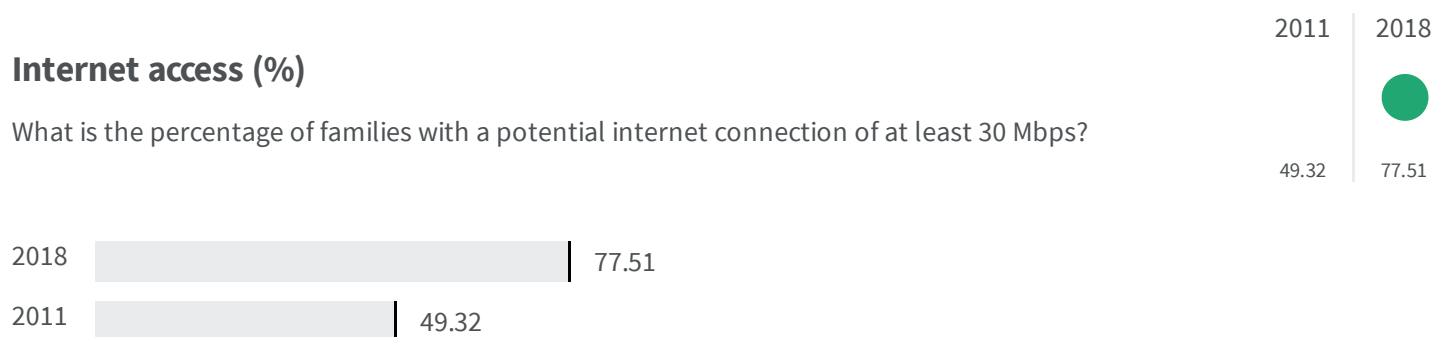 2011 2018
Internet access (%)
What is the percentage of families with a potential internet connection of at least 30 Mbps?
49.32 77.51
2018 77.51
2011 49.32